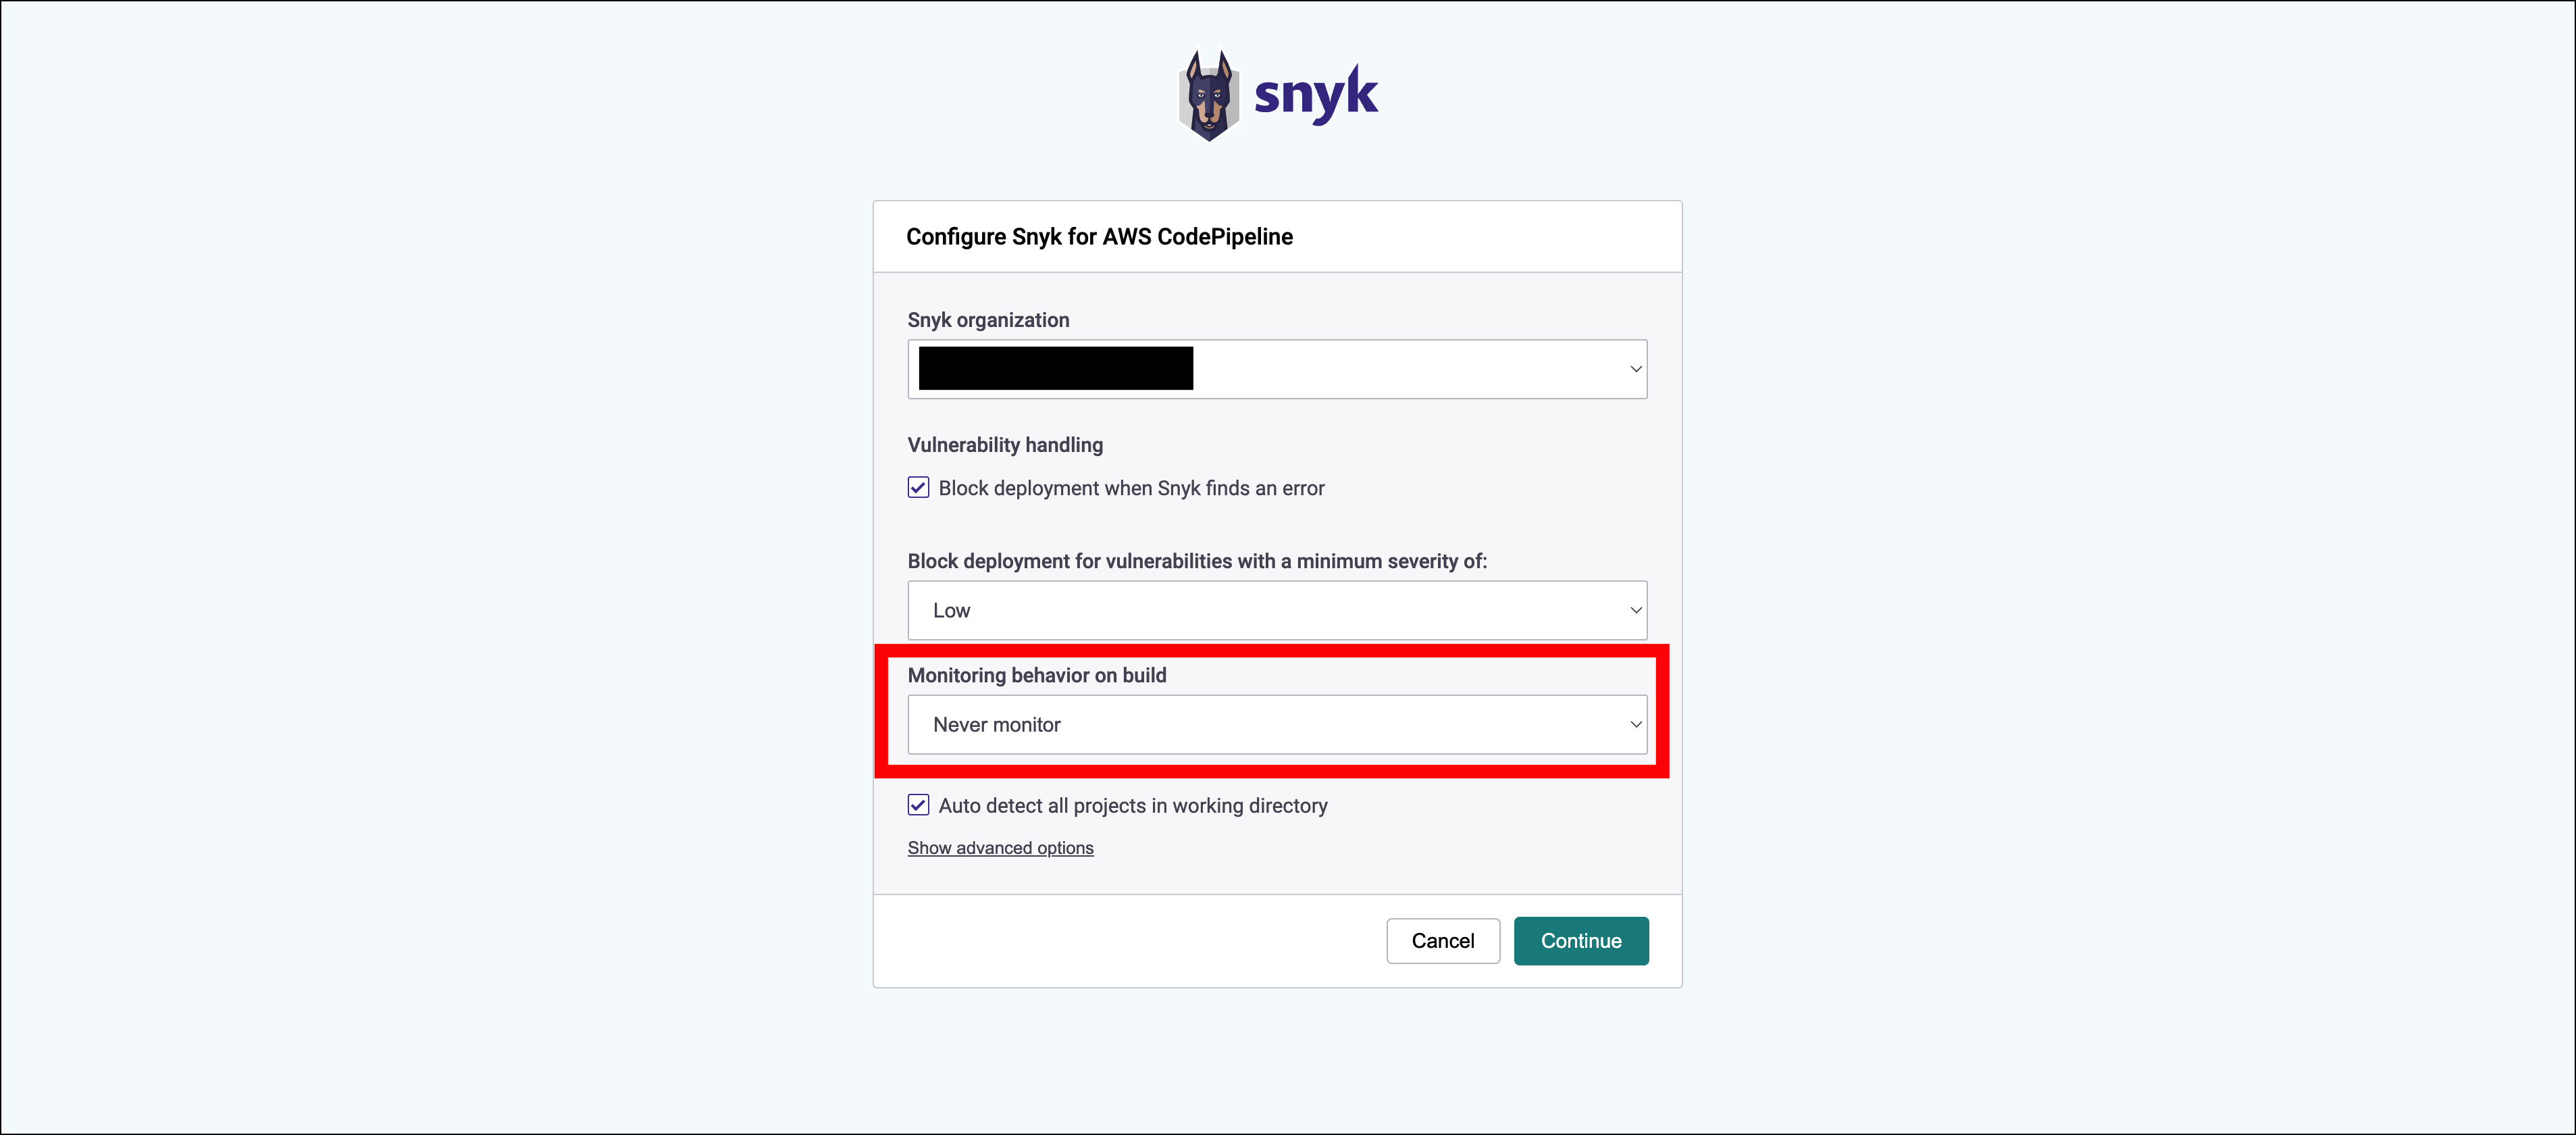 snyk
Configure Snyk for AWS CodePipeline
Snyk organization
Vulnerability handling
Block deployment when Snyk finds an error
Block deployment for vulnerabilities with a minimum severity of:
Low
Monitoring behavior on build
Never monitor
Auto detect all projects in working directory
Show advanced options
Cancel
Continue